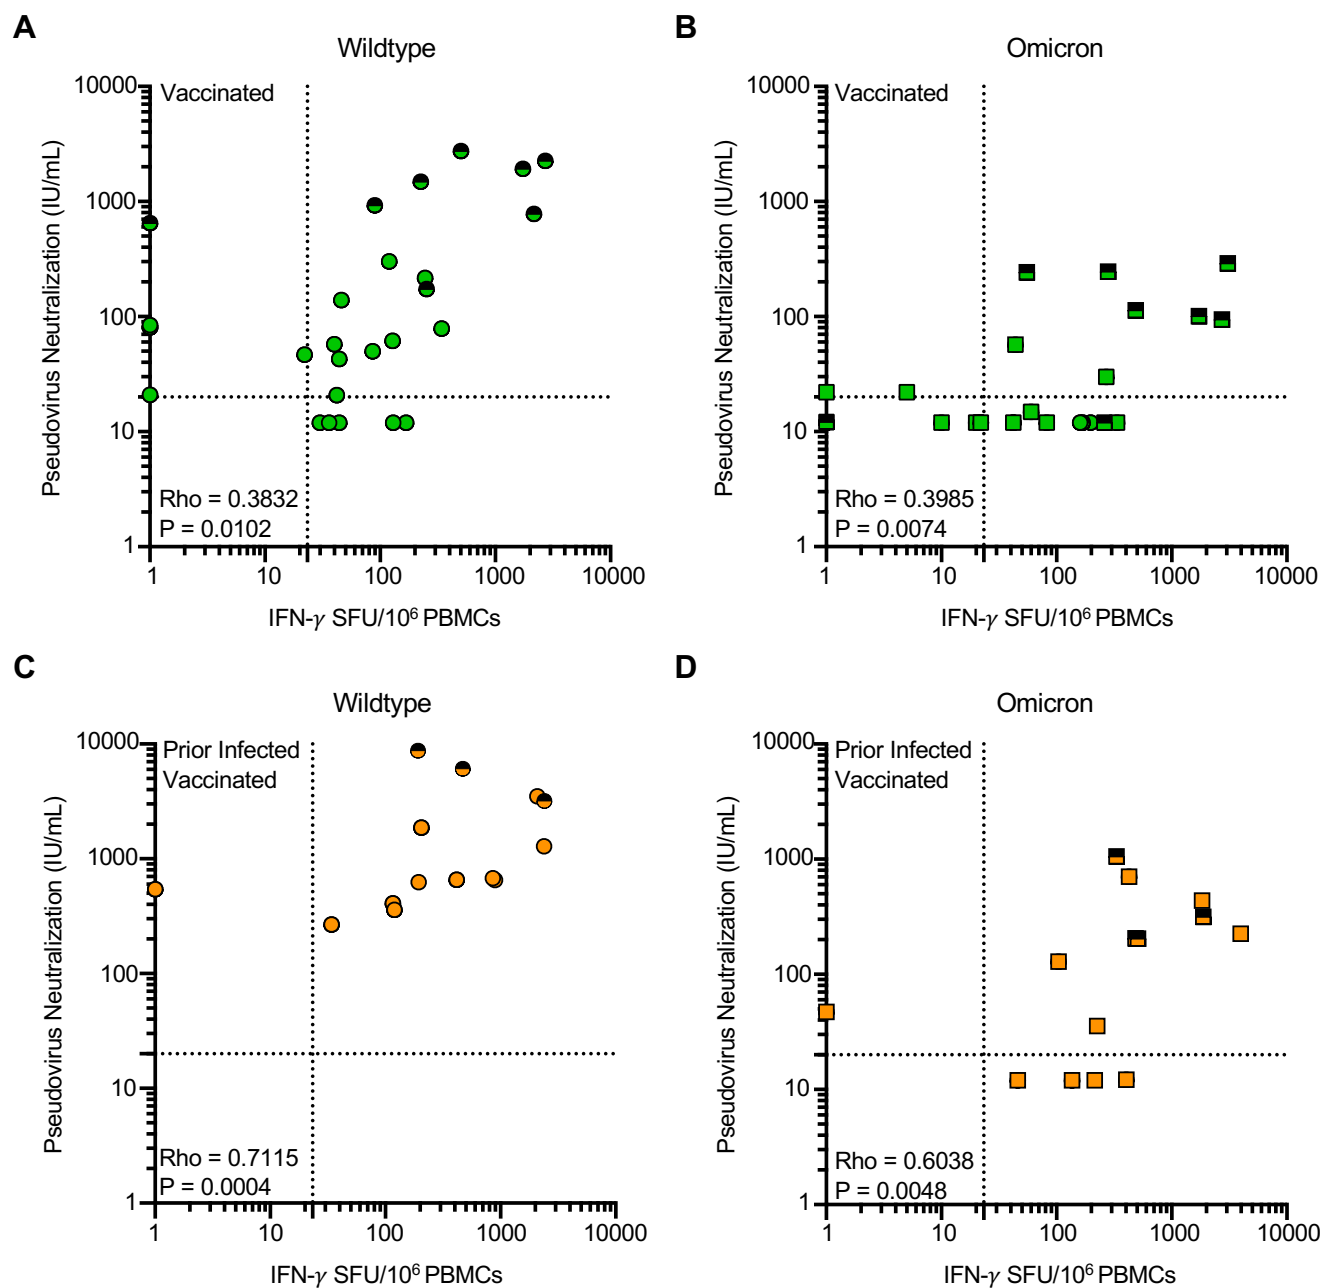 A
Wildtype
Vaccinated
Pseudovirus Neutralization (IU/mL)
10000
1000
100
10
1
Rho = 0.3832
P = 0.0102
1 10 100 1000 10000
IFN-γ SFU/10⁶ PBMCs
B
Omicron
Vaccinated
Pseudovirus Neutralization (IU/mL)
10000
1000
100
10
1
Rho = 0.3985
P = 0.0074
1 10 100 1000 10000
IFN-γ SFU/10⁶ PBMCs
C
Wildtype
Prior Infected
Vaccinated
Pseudovirus Neutralization (IU/mL)
10000
1000
100
10
1
Rho = 0.7115
P = 0.0004
1 10 100 1000 10000
IFN-γ SFU/10⁶ PBMCs
D
Omicron
Prior Infected
Vaccinated
Pseudovirus Neutralization (IU/mL)
10000
1000
100
10
1
Rho = 0.6038
P = 0.0048
1 10 100 1000 10000
IFN-γ SFU/10⁶ PBMCs